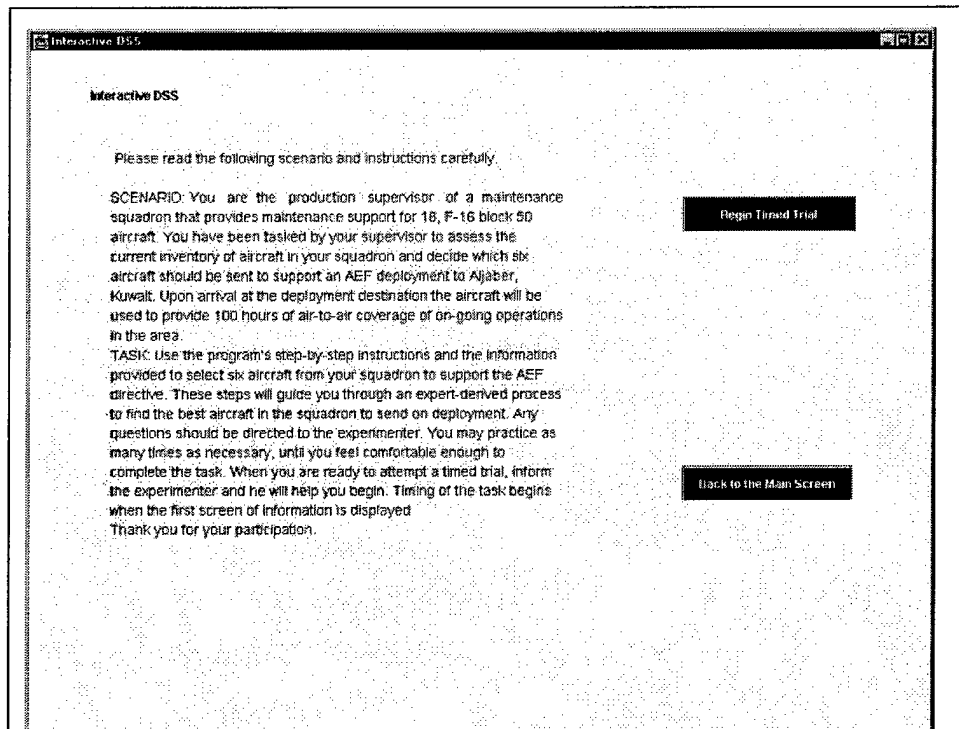 Interactive DSS
Interactive DSS
Please read the following scenario and instructions carefully.
SCENARIO: You are the production supervisor of a maintenance
squadron that provides maintenance support for 18, F-16 block 50
aircraft. You have been tasked by your supervisor to assess the
current inventory of aircraft in your squadron and decide which six
aircraft should be sent to support an AEF deployment to Aljaber,
Kuwait. Upon arrival at the deployment destination the aircraft will be
used to provide 100 hours of air-to-air coverage of on-going operations
in the area.
TASK: Use the program's step-by-step instructions and the information
provided to select six aircraft from your squadron to support the AEF
directive. These steps will guide you through an expert-derived process
to find the best aircraft in the squadron to send on deployment. Any
questions should be directed to the experimenter. You may practice as
many times as necessary, until you feel comfortable enough to
complete the task. When you are ready to attempt a timed trial, inform
the experimenter and he will help you begin. Timing of the task begins
when the first screen of information is displayed
Thank you for your participation.
Begin Timed Trial
Back to the Main Screen